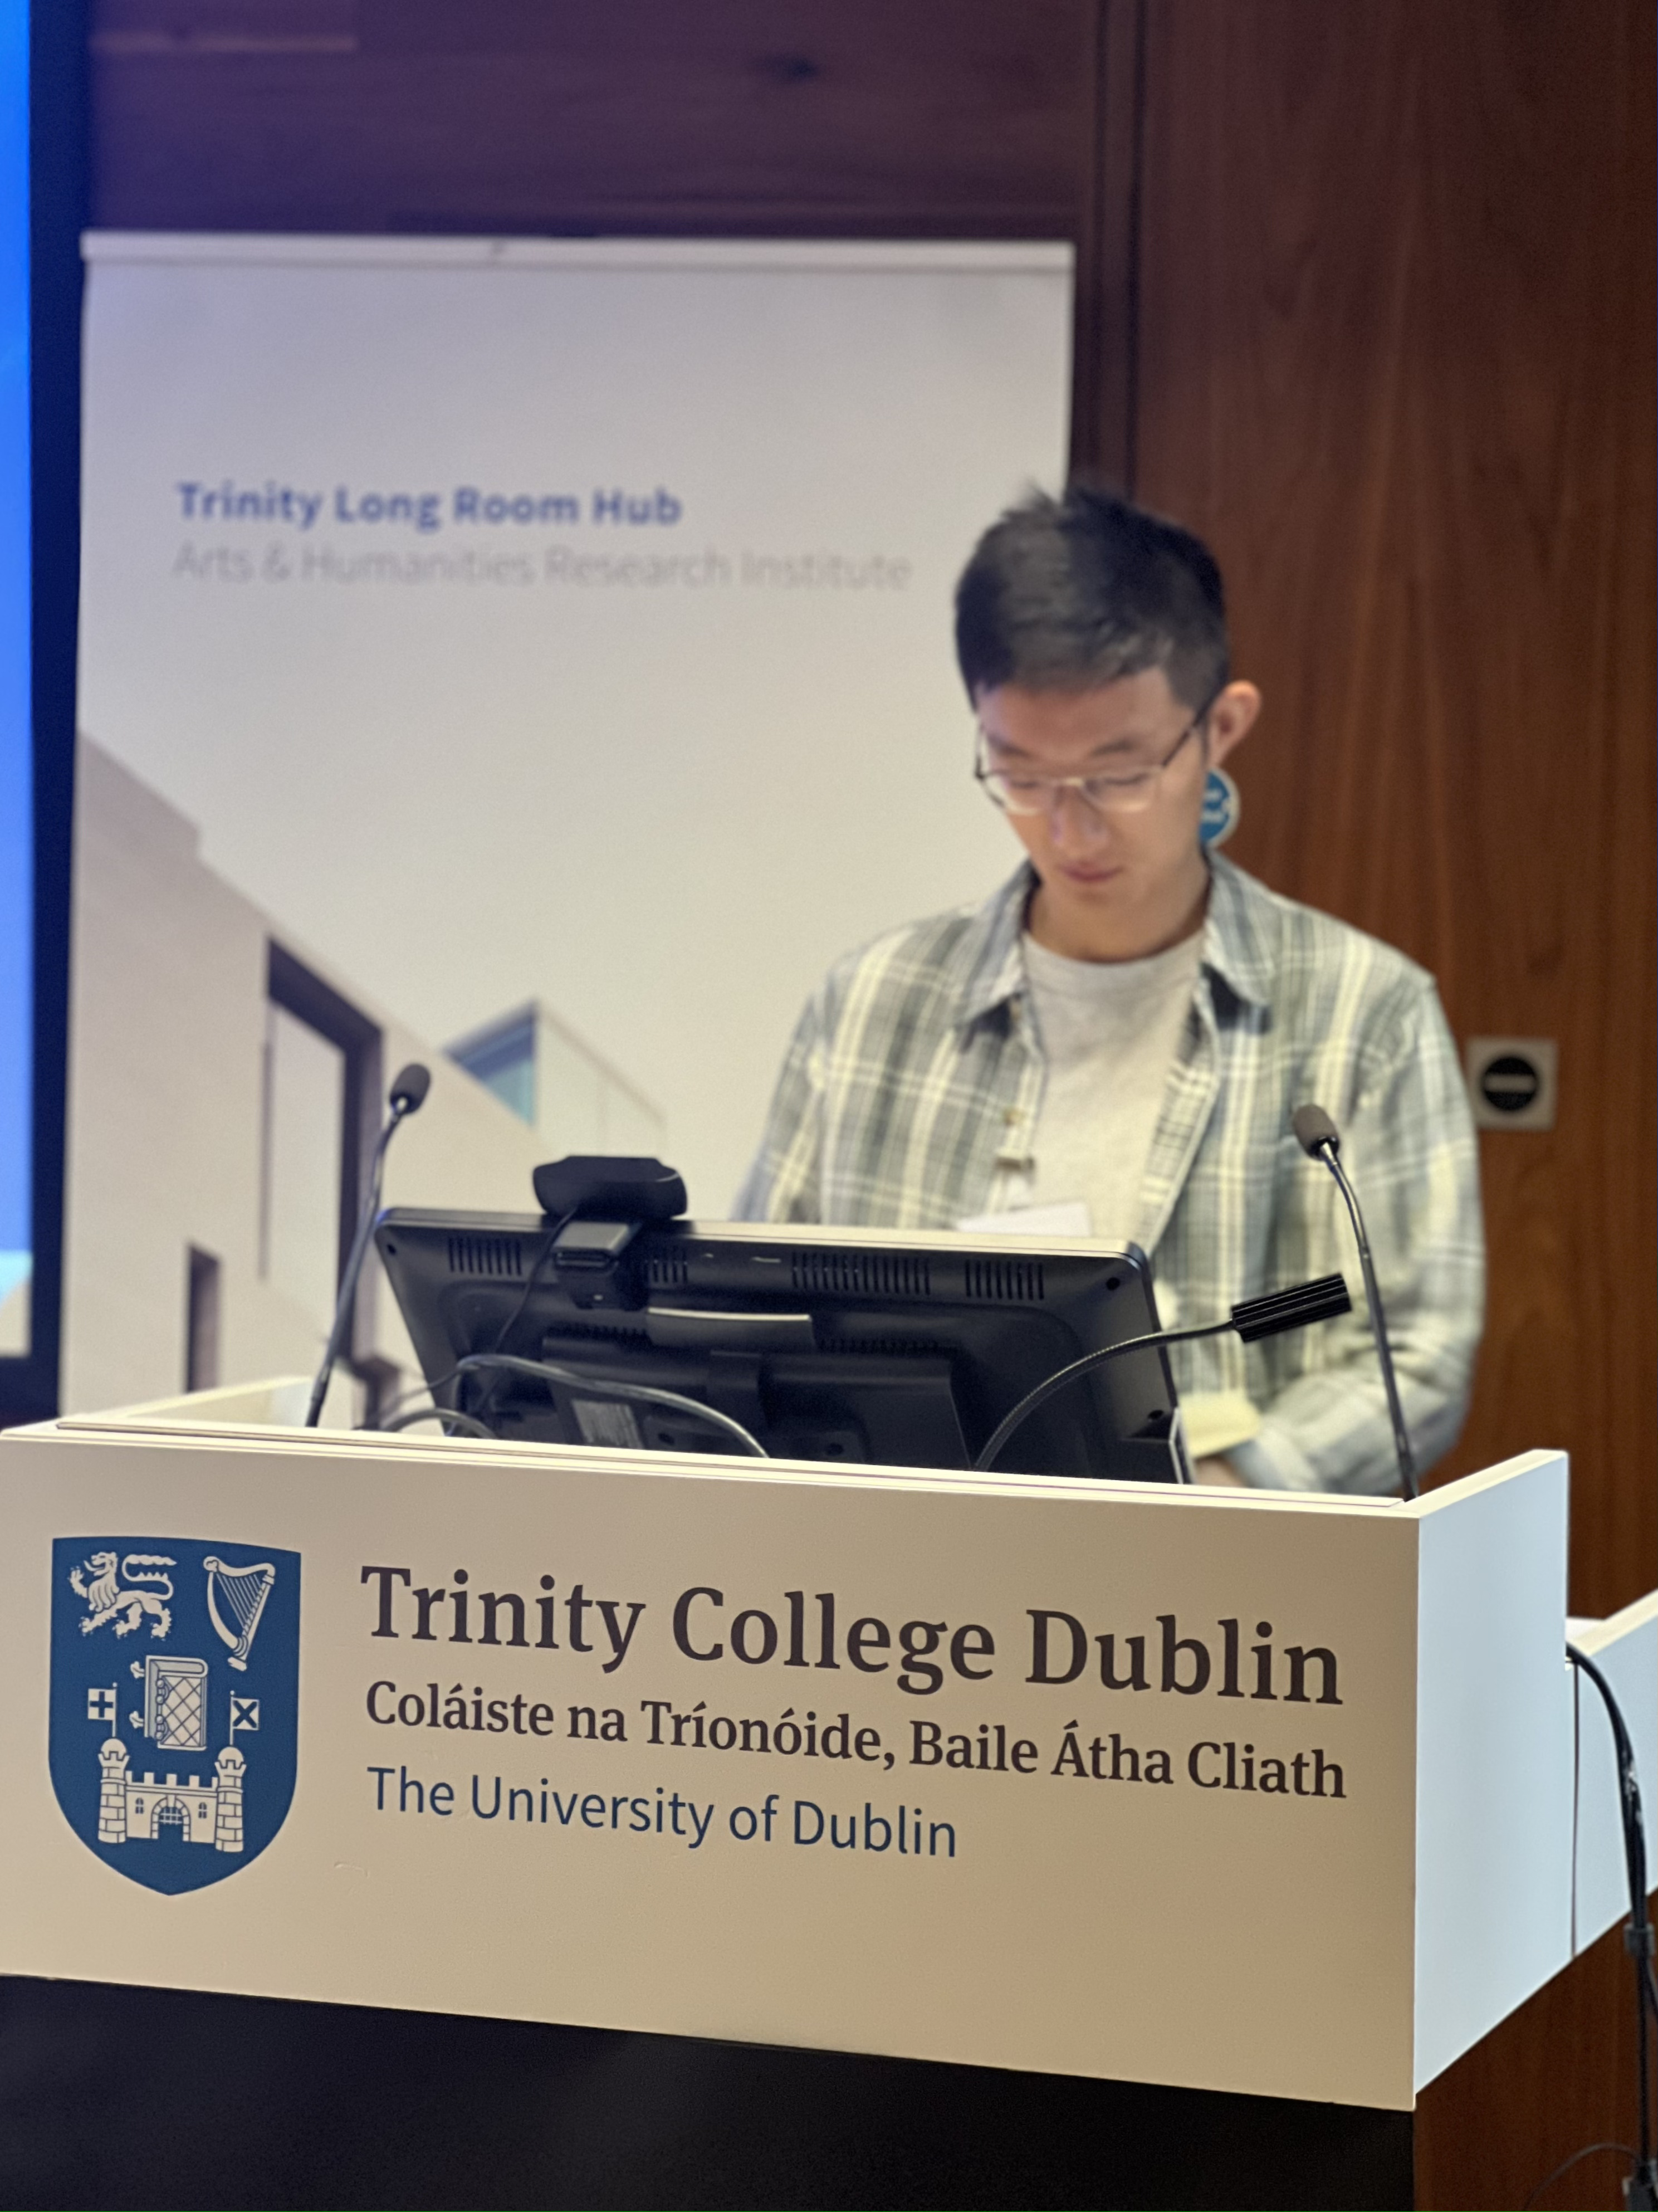 Trinity Long Room Hub
Arts & Humanities Research Institute
Trinity College Dublin
Coláiste na Tríonóide, Baile Átha Cliath
The University of Dublin